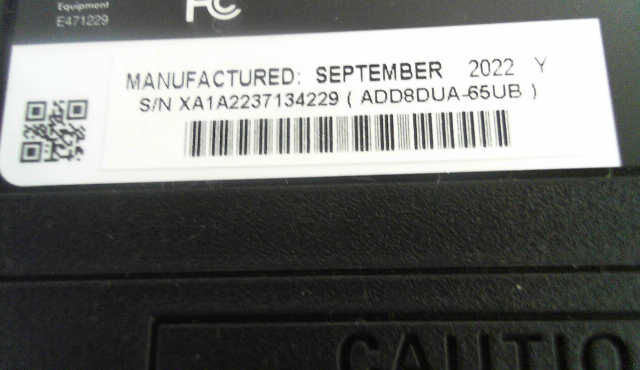 Equipment
E471229
FC
MANUFACTURED: SEPTEMBER 2022 Y
S/N XA1A2237134229 ( ADD8DUA-65UB )
CAUTIO